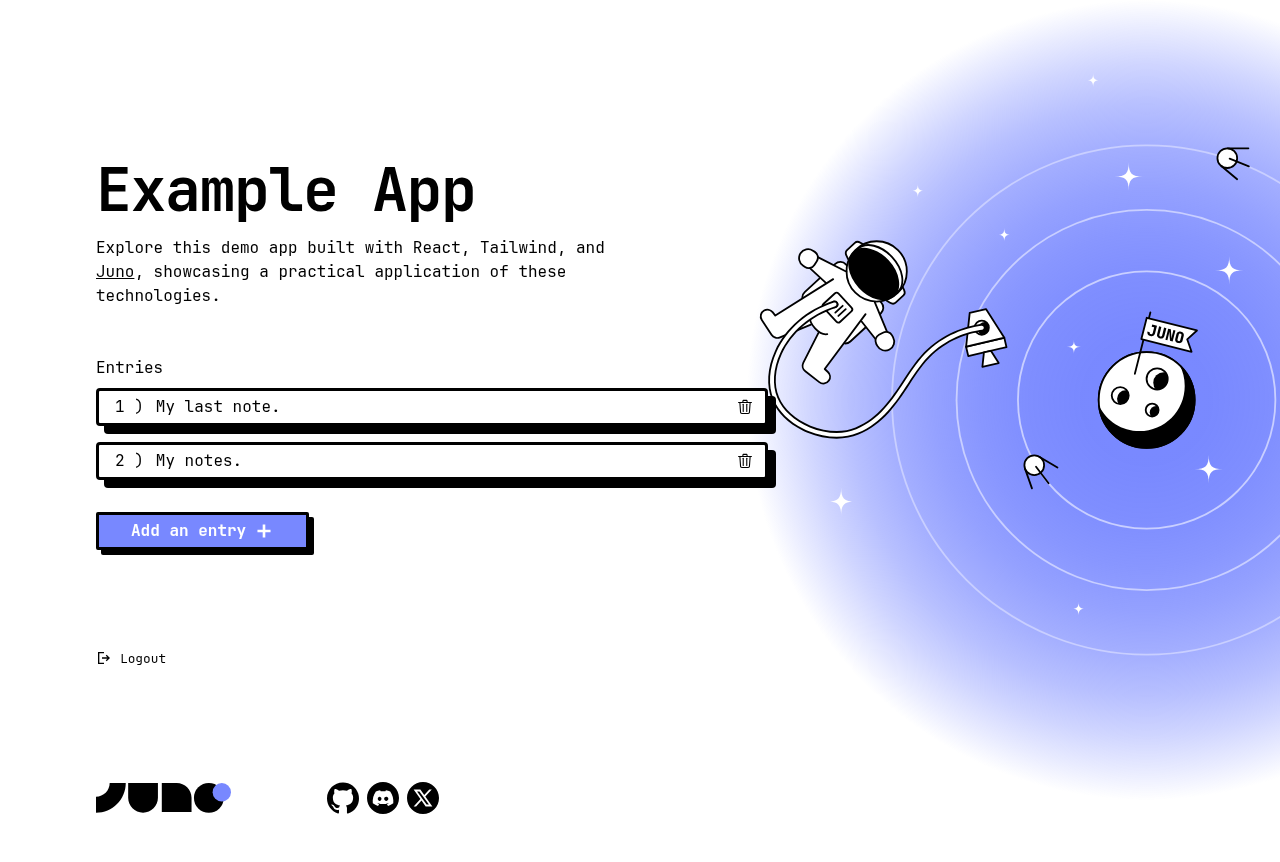 Example App
Explore this demo app built with React, Tailwind, and
Juno, showcasing a practical application of these
technologies.
Entries
1 ) My last note.
2 ) My notes.
Add an entry
Logout
JUNO
JUNO